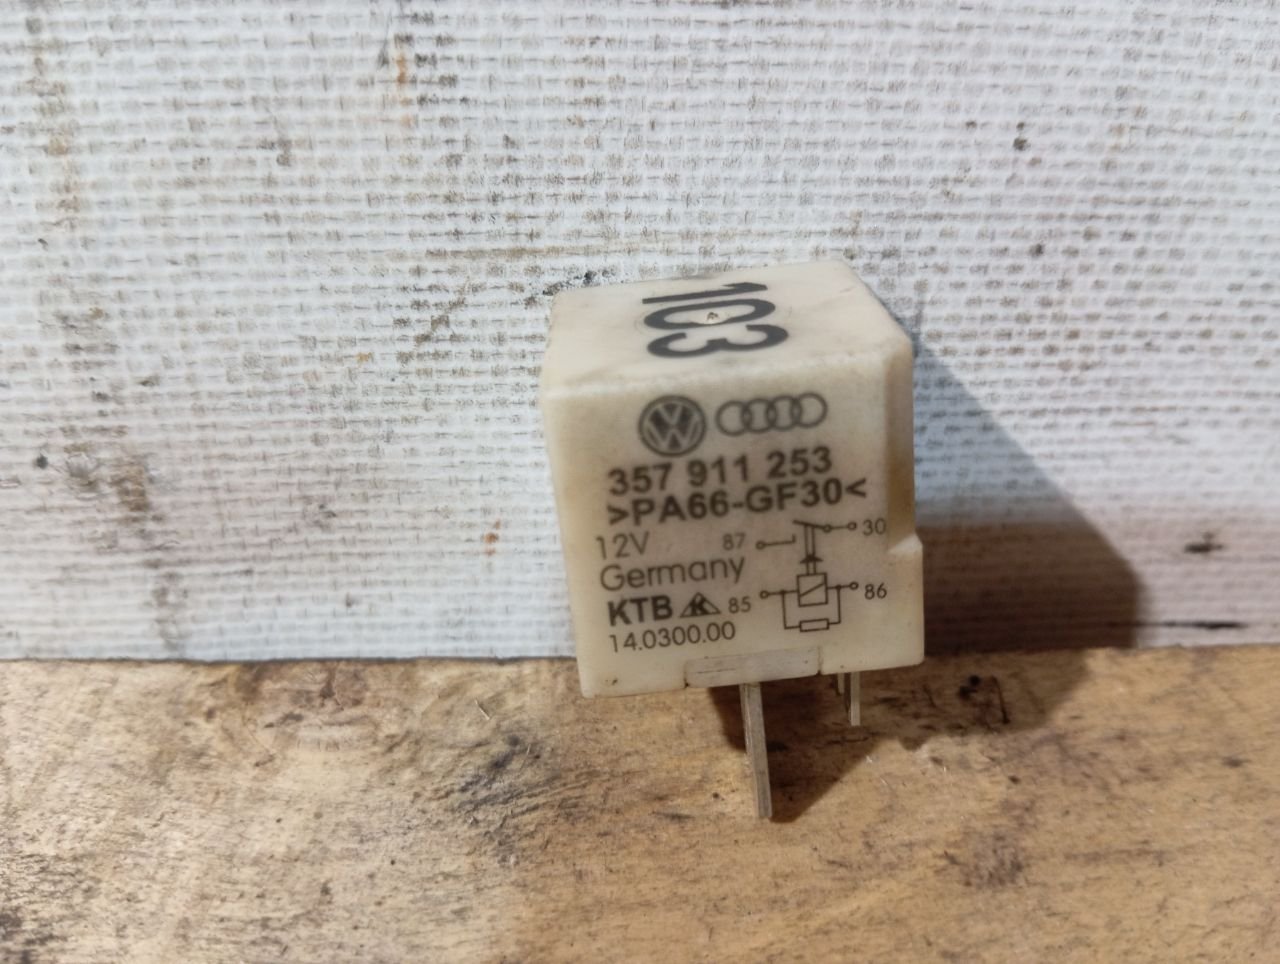 103
357 911 253
>PA66-GF30<
12V
87
30
Germany
KTB
85
86
14.0300.00